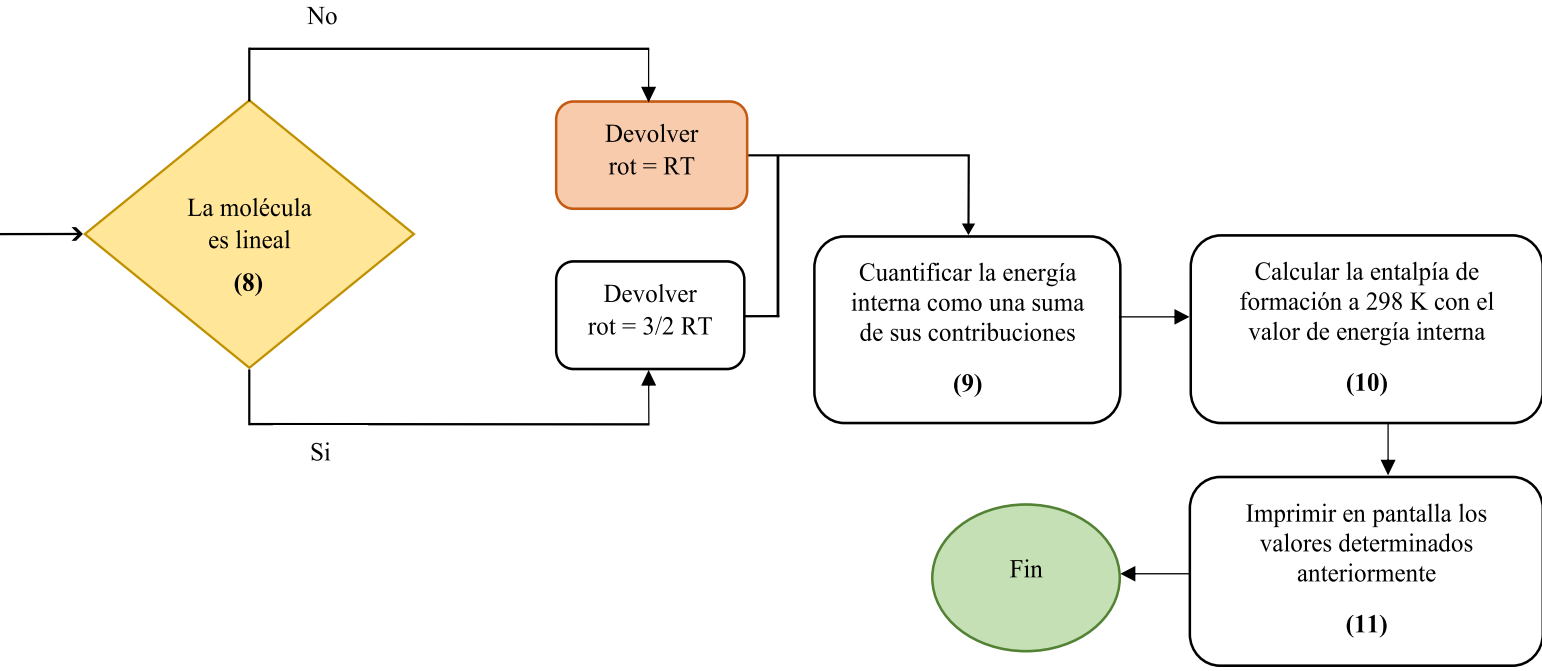 No
La molécula
es lineal
(8)
Si
Devolver
rot = RT
Devolver
rot = 3/2 RT
Cuantificar la energía
interna como una suma
de sus contribuciones
(9)
Calcular la entalpía de
formación a 298 K con el
valor de energía interna
(10)
Imprimir en pantalla los
valores determinados
anteriormente
(11)
Fin